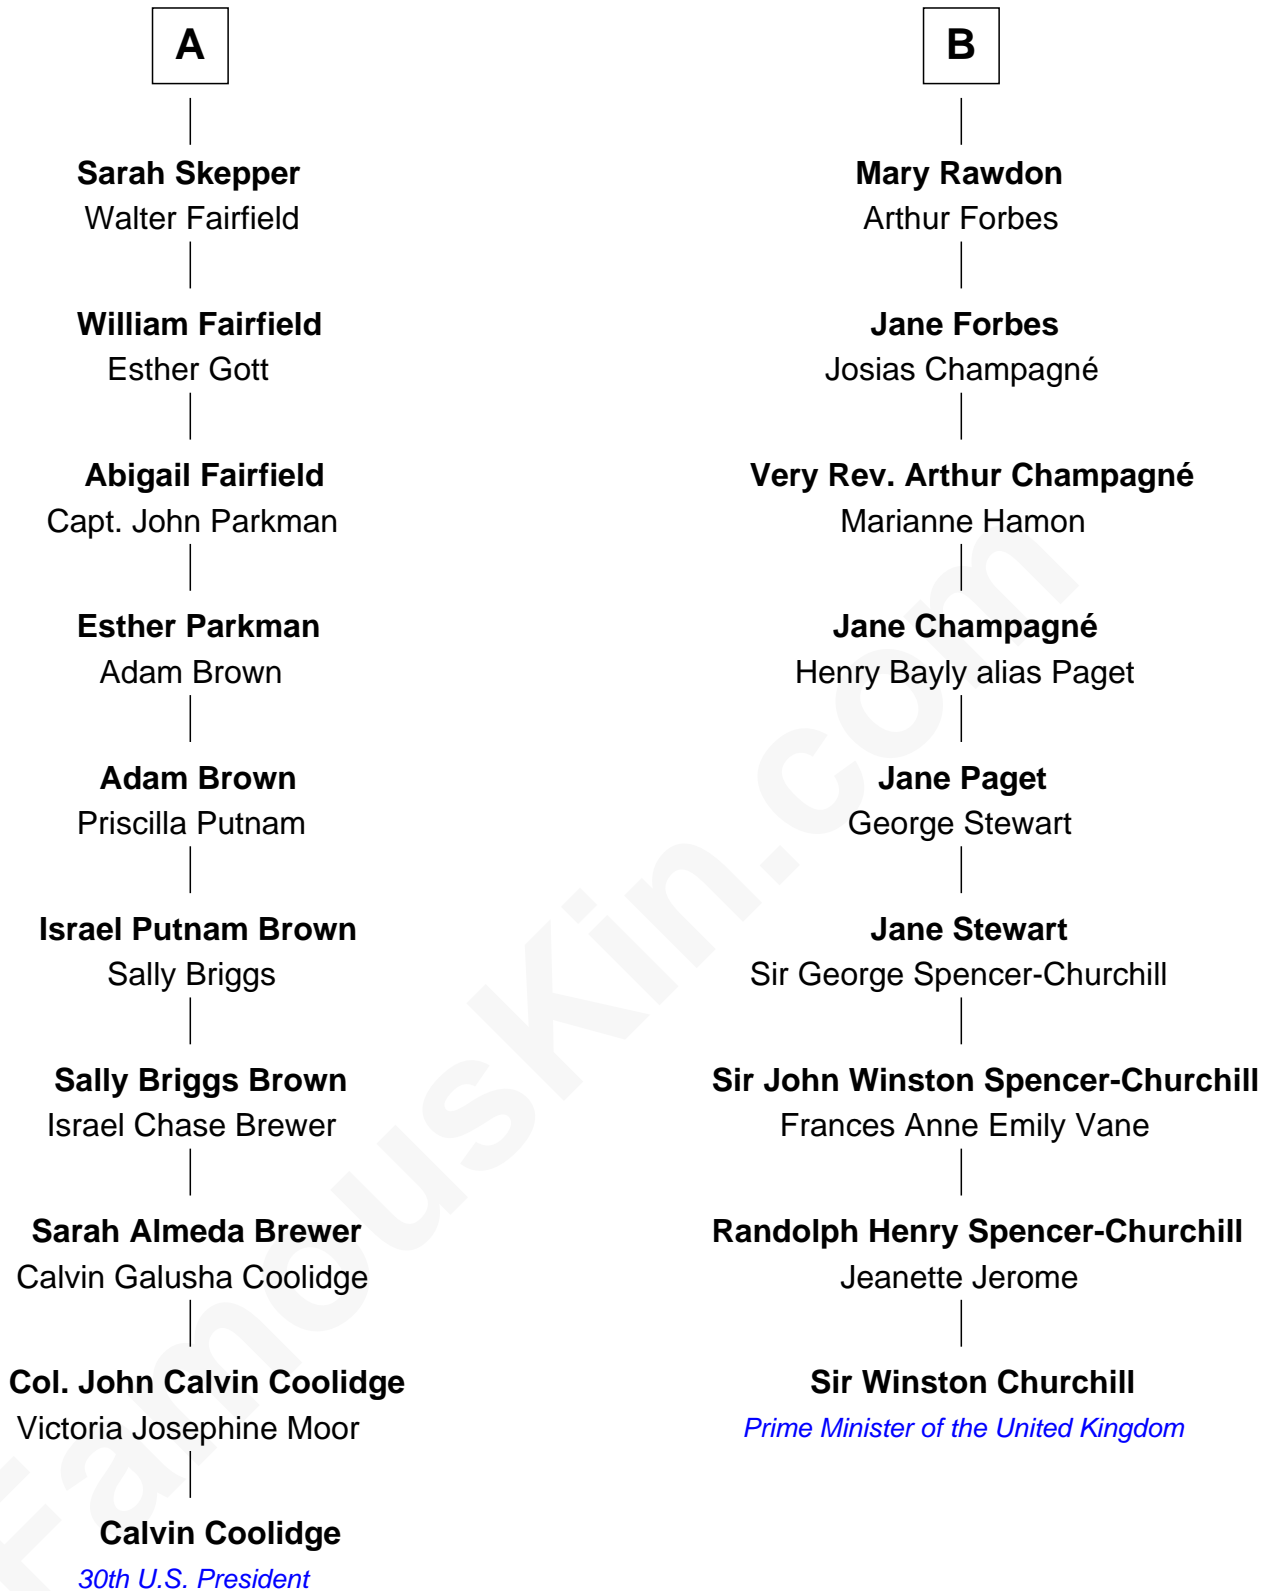 A
Sarah Skepper
Walter Fairfield
William Fairfield
Esther Gott
Abigail Fairfield
Capt. John Parkman
Esther Parkman
Adam Brown
Adam Brown
Priscilla Putnam
Israel Putnam Brown
Sally Briggs
Sally Briggs Brown
Israel Chase Brewer
Sarah Almeda Brewer
Calvin Galusha Coolidge
Col. John Calvin Coolidge
Victoria Josephine Moor
Calvin Coolidge
30th U.S. President
B
Mary Rawdon
Arthur Forbes
Jane Forbes
Josias Champagné
Very Rev. Arthur Champagné
Marianne Hamon
Jane Champagné
Henry Bayly alias Paget
Jane Paget
George Stewart
Jane Stewart
Sir George Spencer-Churchill
Sir John Winston Spencer-Churchill
Frances Anne Emily Vane
Randolph Henry Spencer-Churchill
Jeanette Jerome
Sir Winston Churchill
Prime Minister of the United Kingdom
FamousKin.com